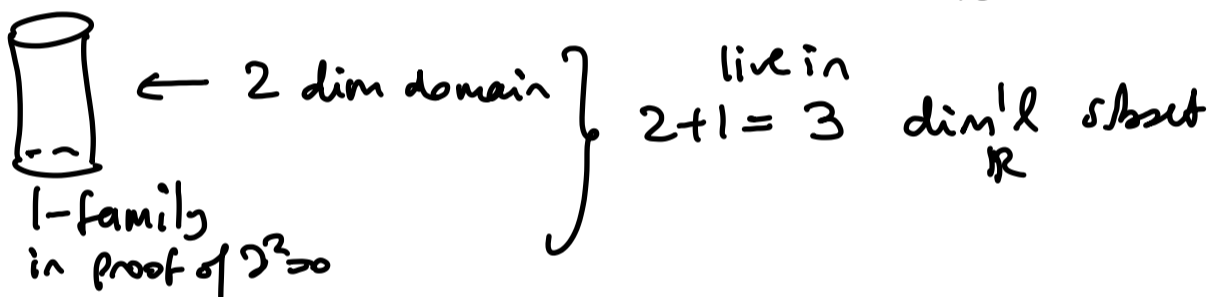 ← 2 dim domain
live in
2+1 = 3 dim'l sbset
ℝ
1-family
in proof of ∂²=0